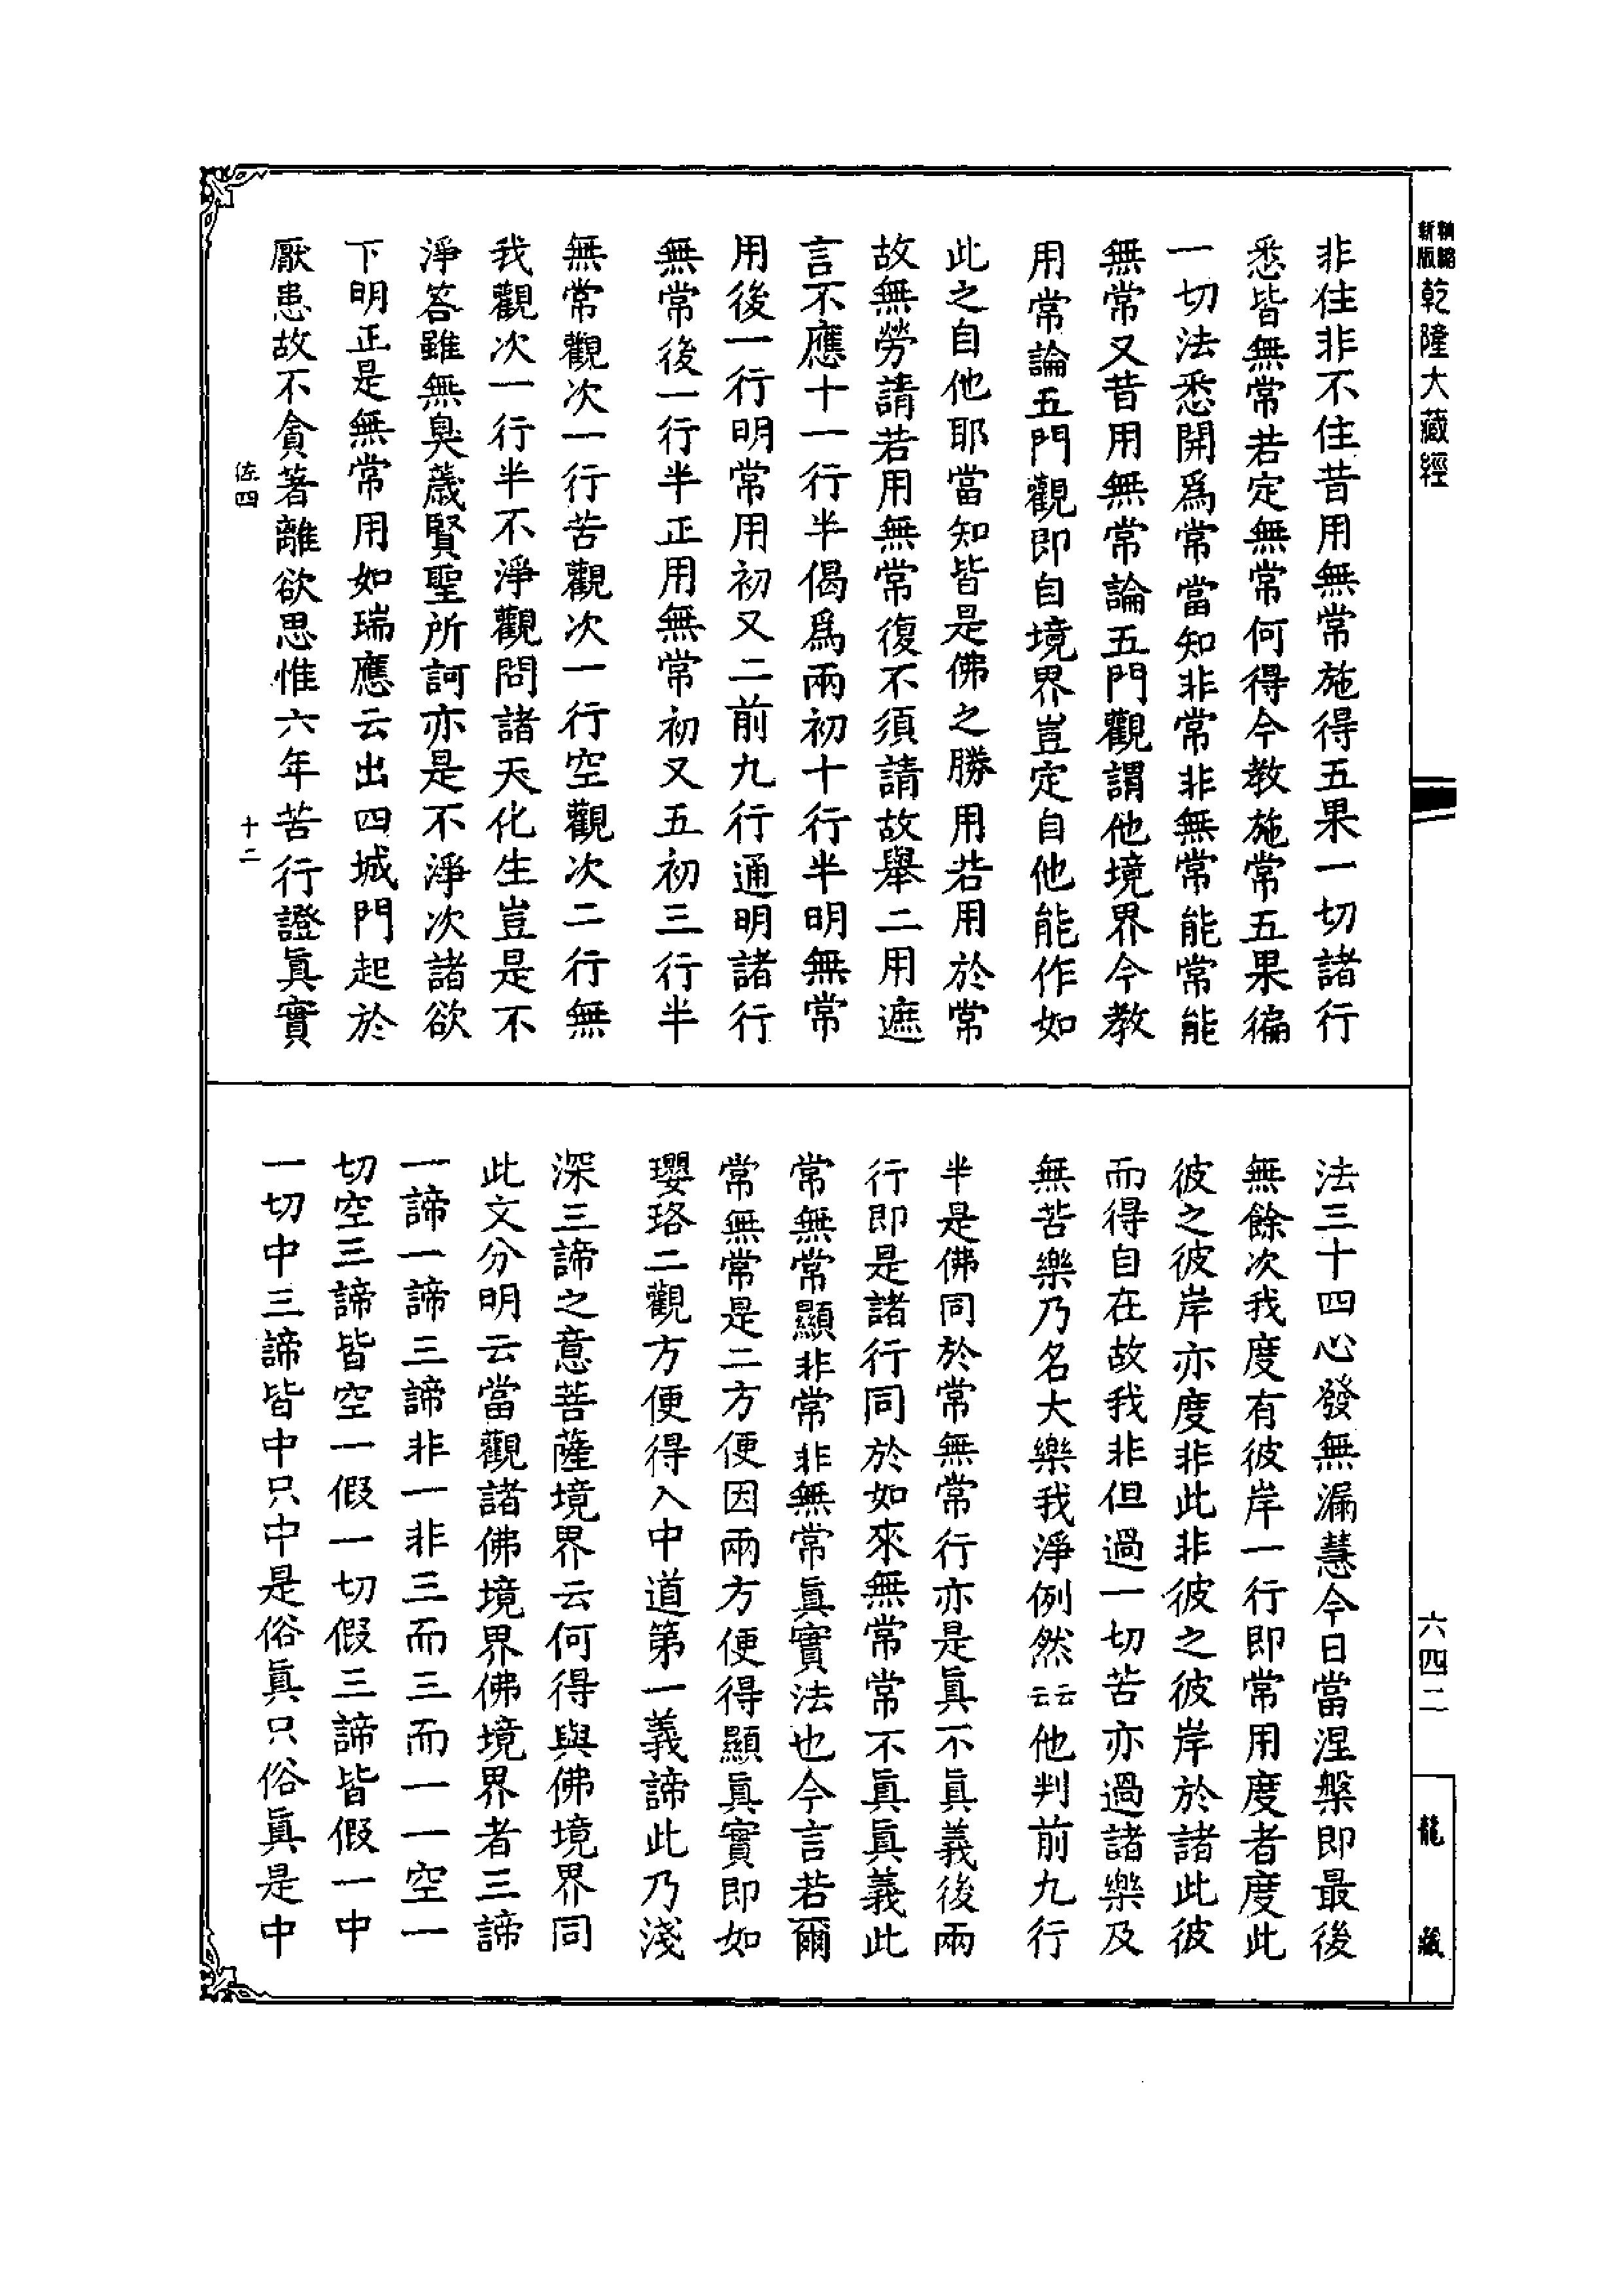 精縮新版乾隆大藏經
非住非不住昔用無常施得五果一切諸行
悉皆無常若定無常何得今教施常五果徧
一切法悉開爲常當知非常非無常能常能
無常又昔用無常論五門觀謂他境界今教
用常論五門觀即自境界豈定自他能作如
此之自他耶當知皆是佛之勝用若用於常
故無勞請若用無常復不須請故舉二用遮
言不應十一行半偈爲兩初十行半明無常
用後一行明常用初又二前九行通明諸行
無常後一行半正用無常初又五初三行半
無常觀次一行苦觀次一行空觀次二行無
我觀次一行半不淨觀問諸天化生豈是不
淨答雖無臭薉賢聖所訶亦是不淨次諸欲
下明正是無常用如瑞應云出四城門起於
厭患故不貪著離欲思惟六年苦行證眞實
佐四 十二
法三十四心發無漏慧今日當涅槃即最後
無餘次我度有彼岸一行即常用度者度此
彼之彼岸亦度非此非彼之彼岸於諸此彼
而得自在故我非但過一切苦亦過諸樂及
無苦樂乃名大樂我淨例然云云他判前九行
半是佛同於常無常行亦是眞不眞義後兩
行即是諸行同於如來無常常不眞眞義此
常無常顯非常非無常眞實法也今言若爾
常無常是二方便因兩方便得顯眞實即如
瓔珞二觀方便得入中道第一義諦此乃淺
深三諦之意菩薩境界云何得與佛境界同
此文分明云當觀諸佛境界佛境界者三諦
一諦一諦三諦非一非三而三而一一空一
切空三諦皆空一假一切假三諦皆假一中
一切中三諦皆中只中是俗眞只俗眞是中
六四二
龍藏